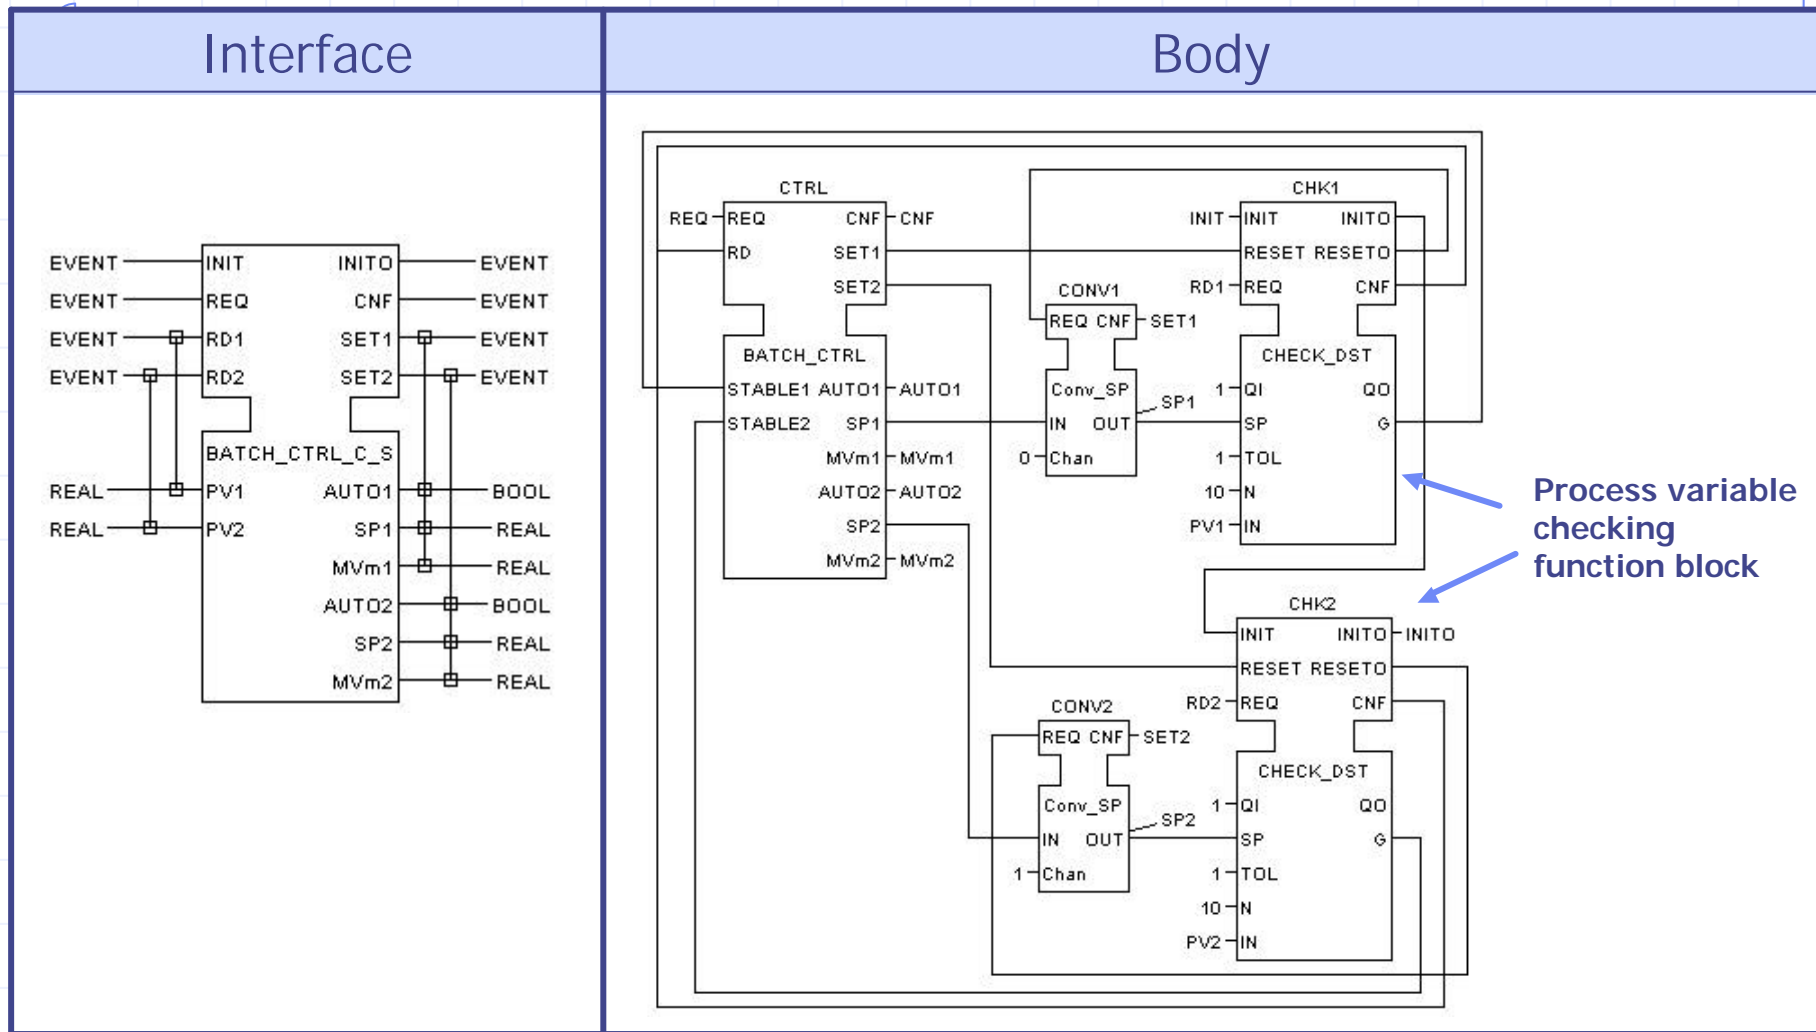 Interface
Body
EVENT INIT INITO EVENT
EVENT REQ CNF EVENT
EVENT RD1 SET1 EVENT
EVENT RD2 SET2 EVENT
BATCH_CTRL_C_S
REAL PV1 AUTO1 BOOL
REAL PV2 SP1 REAL
MVm1 REAL
AUTO2 BOOL
SP2 REAL
MVm2 REAL
CTRL
REQ REQ CNF CNF
RD SET1
SET2
BATCH_CTRL
STABLE1 AUTO1 AUTO1
STABLE2 SP1
MVm1 MVm1
AUTO2 AUTO2
SP2
MVm2 MVm2
CONV1
REQ CNF SET1
Conv_SP
IN OUT SP1
0 Chan
CHK1
INIT INIT INITO
RESET RESETO
RD1 REQ CNF
CHECK_DST
1 QI QO
SP G
1 TOL
10 N
PV1 IN
Process variable
checking
function block
CONV2
REQ CNF SET2
Conv_SP
IN OUT SP2
1 Chan
CHK2
INIT INITO INITO
RESET RESETO
RD2 REQ CNF
CHECK_DST
1 QI QO
SP G
1 TOL
10 N
PV2 IN